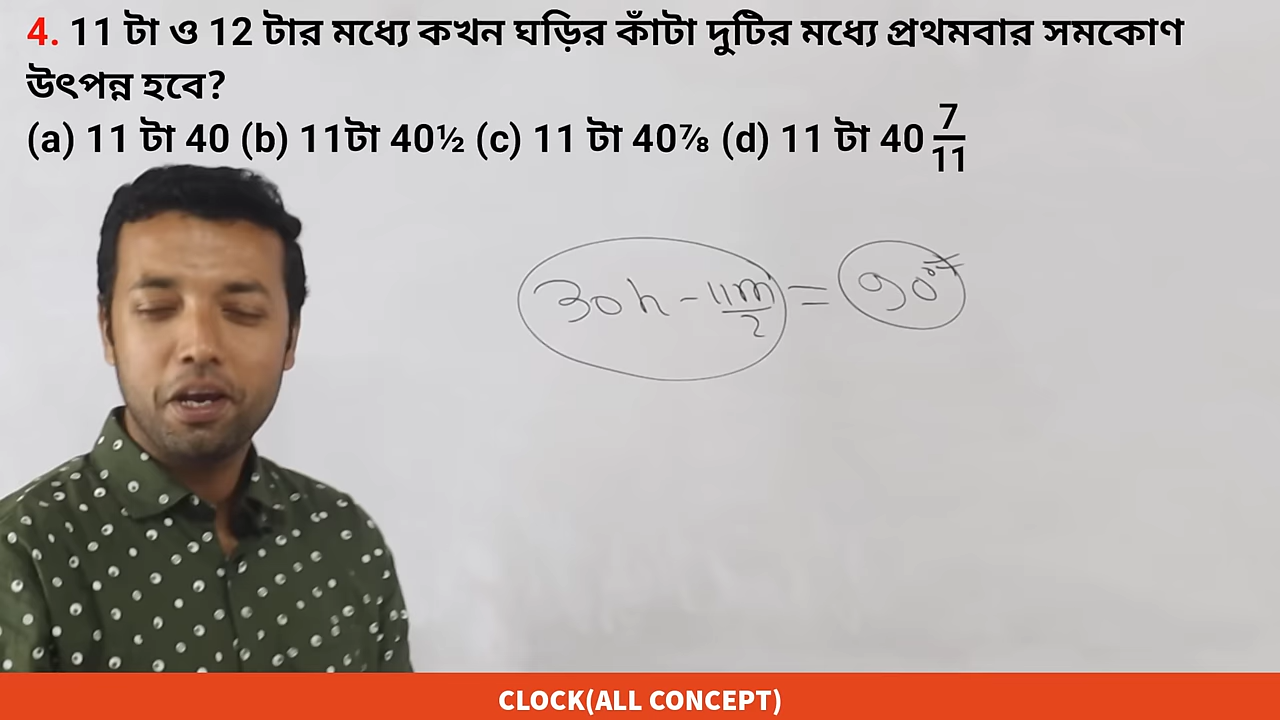 4. 11 টা ও 12 টার মধ্যে কখন ঘড়ির কাঁটা দুটির মধ্যে প্রথমবার সমকোণ
উৎপন্ন হবে?
(a) 11 টা 40 (b) 11টা 40½ (c) 11 টা 40⅞ (d) 11 টা 40 7/11
30h - 11m/2 = 90°
CLOCK(ALL CONCEPT)